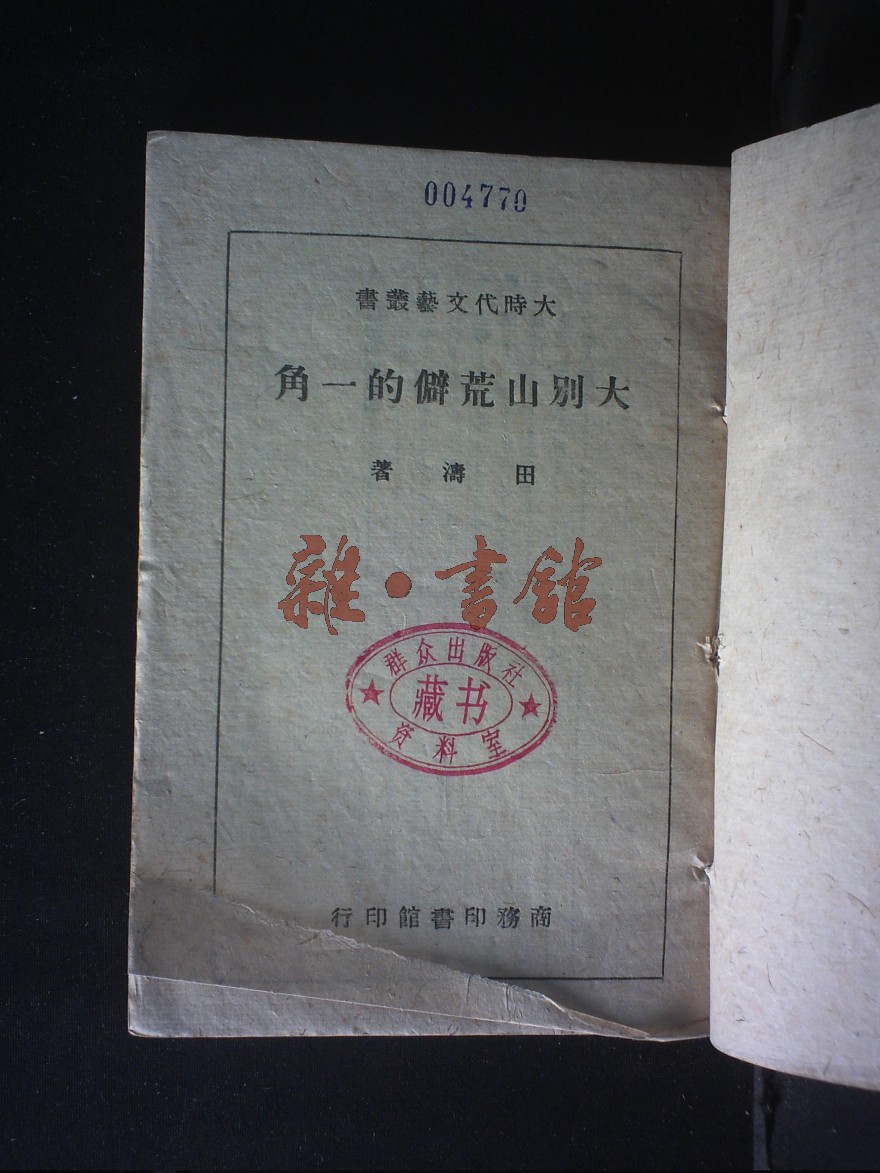 004770
大時代文藝叢書
大別山荒僻的一角
田濤著
雜·書館
群众出版社
藏书
资料室
商務印書館印行